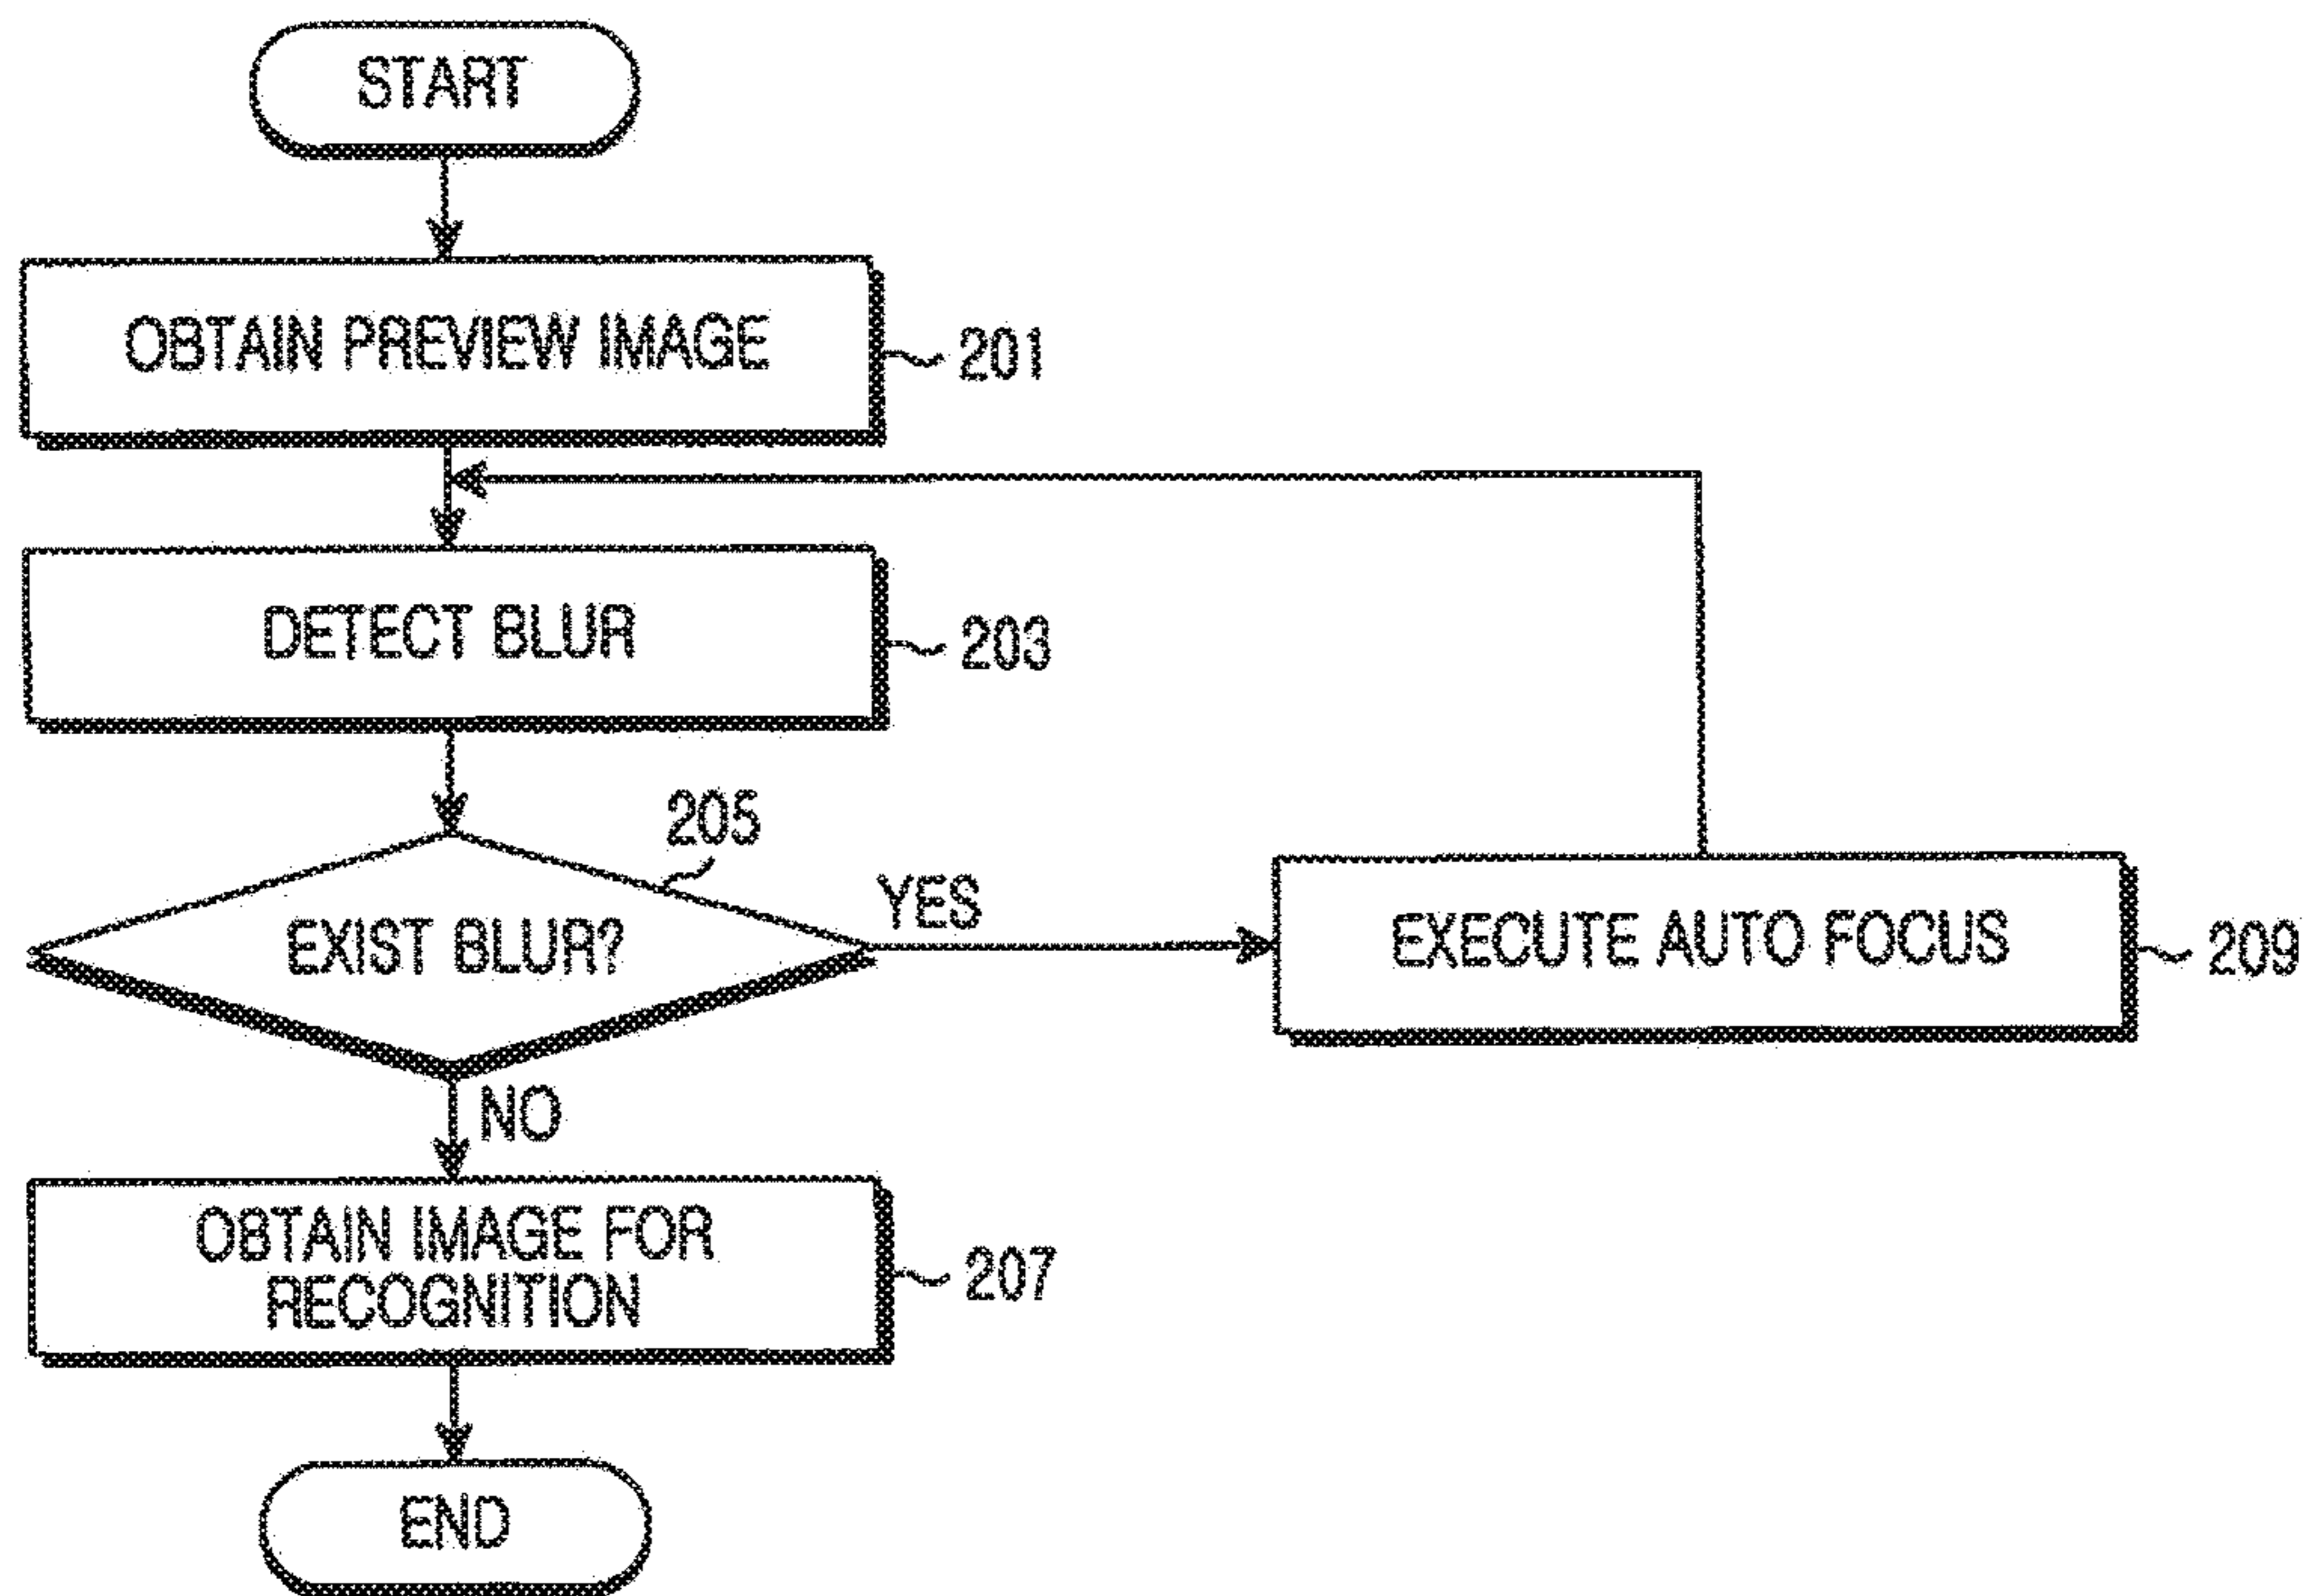 START
OBTAIN PREVIEW IMAGE
201
DETECT BLUR
203
205
EXIST BLUR?
YES
EXECUTE AUTO FOCUS
209
NO
OBTAIN IMAGE FOR
RECOGNITION
207
END